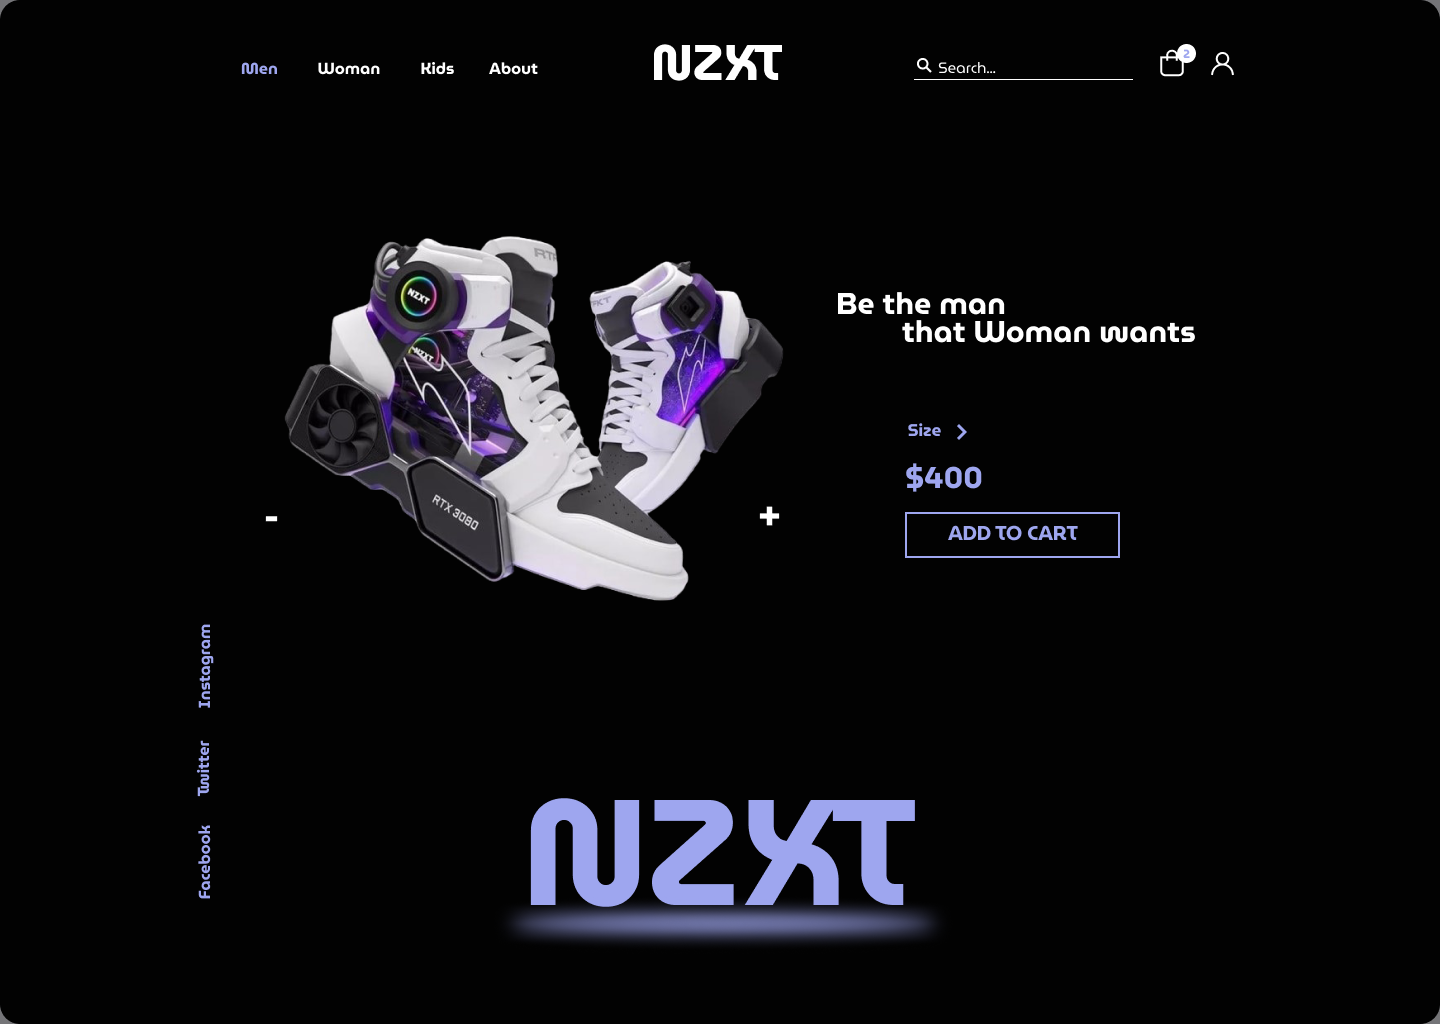 Men Woman Kids About
NZXT
Search...
2
NZXT
NZXT
RTX 3080
-
+
Be the man
that Woman wants
Size
$400
ADD TO CART
Instagram
Twitter
Facebook
NZXT